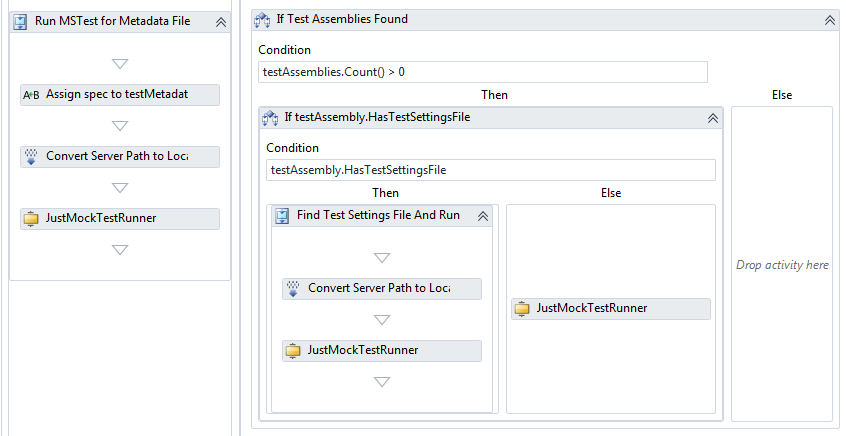 Run MSTest for Metadata File
A+B Assign spec to testMetadat
Convert Server Path to Loca
JustMockTestRunner
If Test Assemblies Found
Condition
testAssemblies.Count() > 0
Then
Else
If testAssembly.HasTestSettingsFile
Condition
testAssembly.HasTestSettingsFile
Then
Else
Find Test Settings File And Run
Convert Server Path to Loca
JustMockTestRunner
JustMockTestRunner
Drop activity here